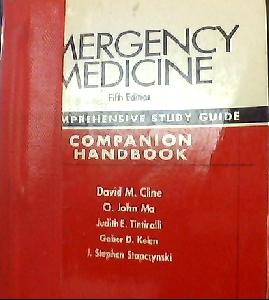 MERGENCY
MEDICINE
Fifth Edition
MPREHENSIVE STUDY GUIDE
COMPANION
HANDBOOK
David M. Cline
O. John Ma
Judith E. Tintinalli
Gabor D. Kelen
J. Stephan Stapczynski